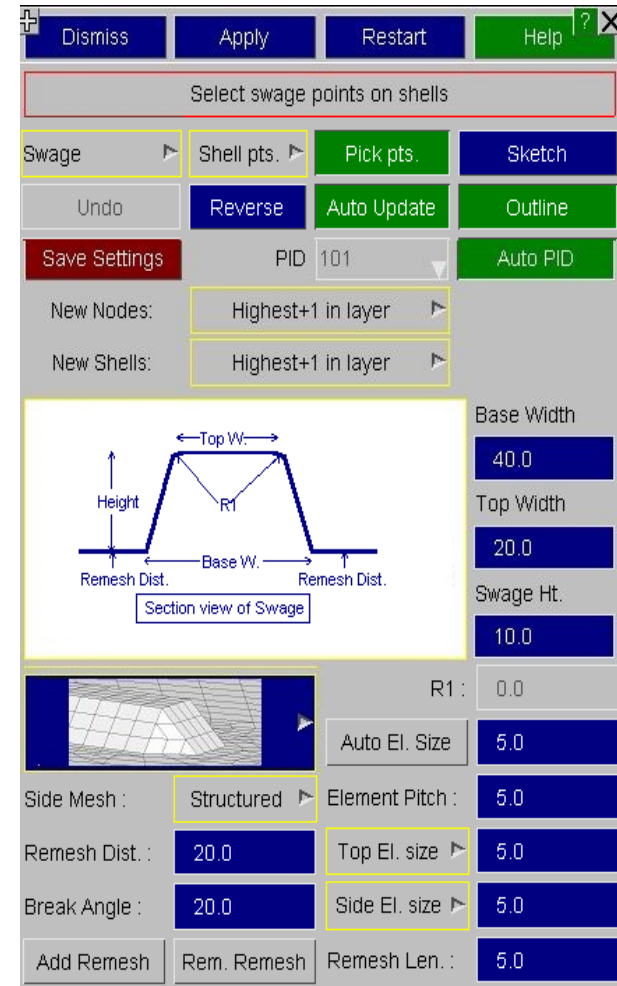 Dismiss Apply Restart Help ? X
Select swage points on shells
Swage Shell pts. Pick pts. Sketch
Undo Reverse Auto Update Outline
Save Settings PID 101 Auto PID
New Nodes: Highest+1 in layer
New Shells: Highest+1 in layer
Base Width
40.0
Top Width
20.0
Swage Ht.
10.0
Top W.
Height R1
Base W.
Remesh Dist. Remesh Dist.
Section view of Swage
R1 : 0.0
Auto El. Size 5.0
Side Mesh : Structured Element Pitch : 5.0
Remesh Dist. : 20.0 Top El. size 5.0
Break Angle : 20.0 Side El. size 5.0
Add Remesh Rem. Remesh Remesh Len. : 5.0